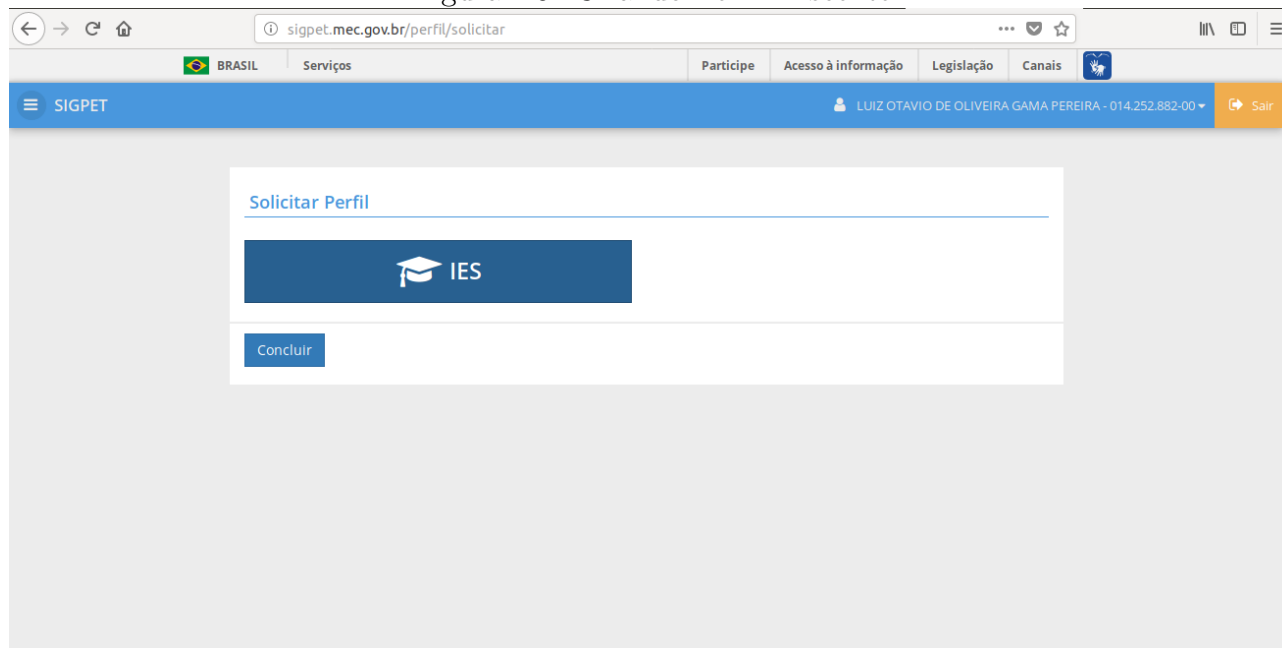 sigpet.mec.gov.br/perfil/solicitar
BRASIL Serviços Participe Acesso à informação Legislação Canais
SIGPET LUIZ OTAVIO DE OLIVEIRA GAMA PEREIRA - 014.252.882-00 Sair
Solicitar Perfil
IES
Concluir